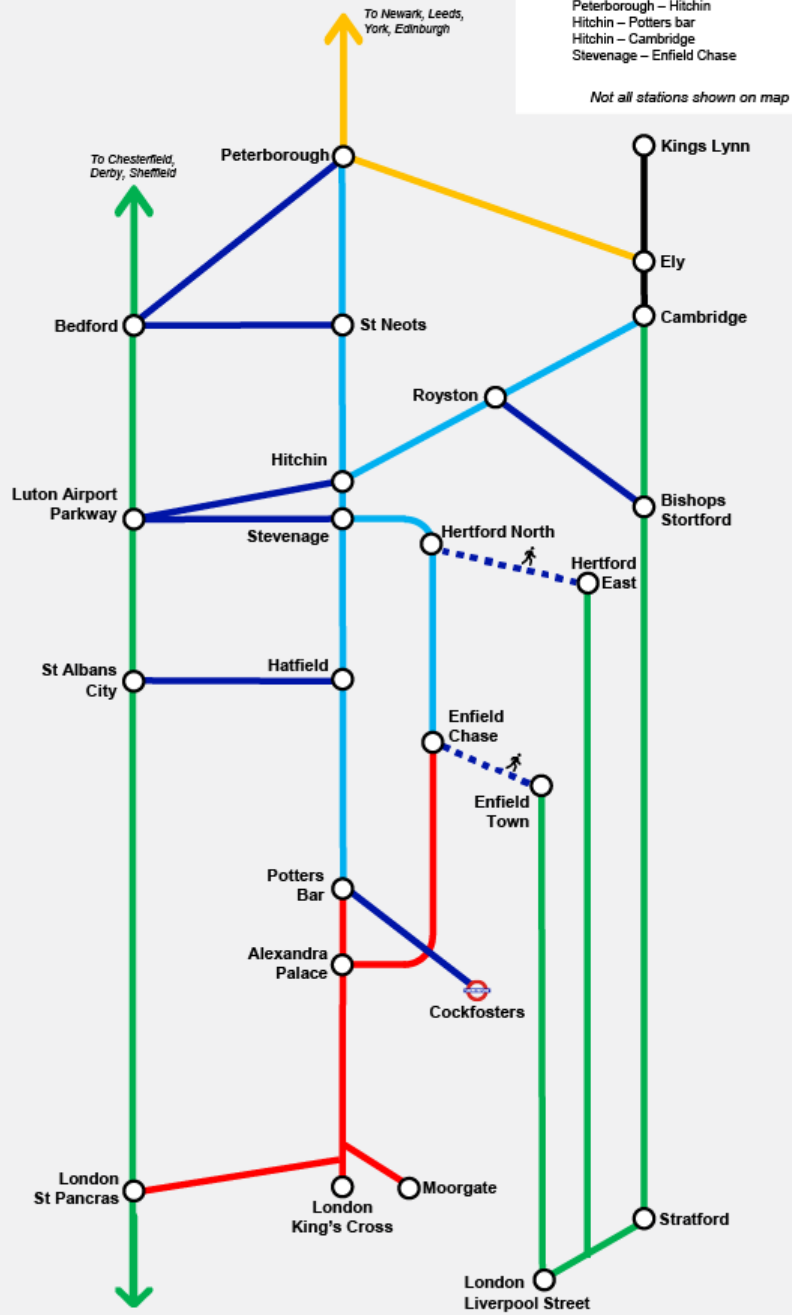 To Newark, Leeds,
York, Edinburgh
Peterborough – Hitchin
Hitchin – Potters bar
Hitchin – Cambridge
Stevenage – Enfield Chase
Not all stations shown on map
To Chesterfield,
Derby, Sheffield
Peterborough
Kings Lynn
Ely
Bedford
St Neots
Cambridge
Royston
Hitchin
Luton Airport
Parkway
Stevenage
Bishops
Stortford
Hertford North
Hertford
East
St Albans
City
Hatfield
Enfield
Chase
Enfield
Town
Potters
Bar
Alexandra
Palace
Cockfosters
London
St Pancras
London
King's Cross
Moorgate
Stratford
London
Liverpool Street